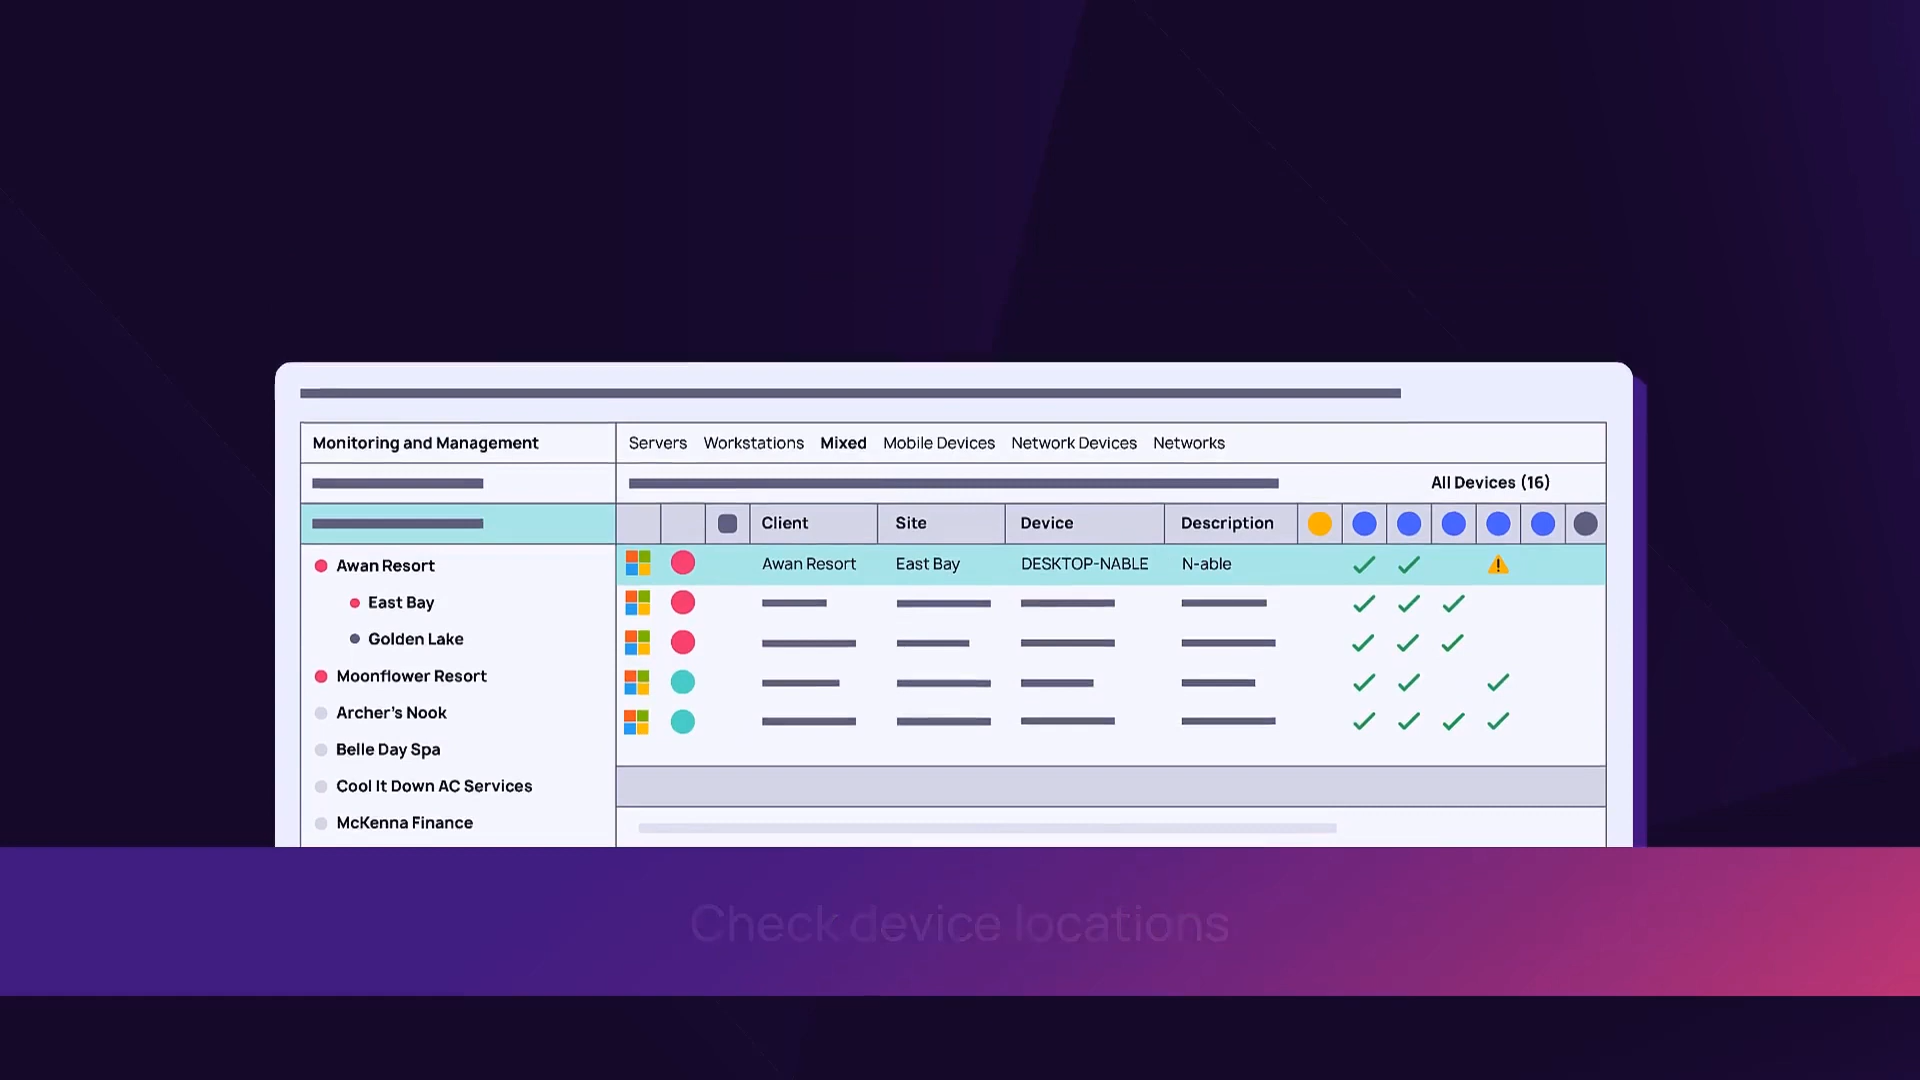 Monitoring and Management
Servers Workstations Mixed Mobile Devices Network Devices Networks
All Devices (16)
Client Site Device Description
Awan Resort East Bay DESKTOP-NABLE N-able
Awan Resort
East Bay
Golden Lake
Moonflower Resort
Archer's Nook
Belle Day Spa
Cool It Down AC Services
McKenna Finance
Check device locations